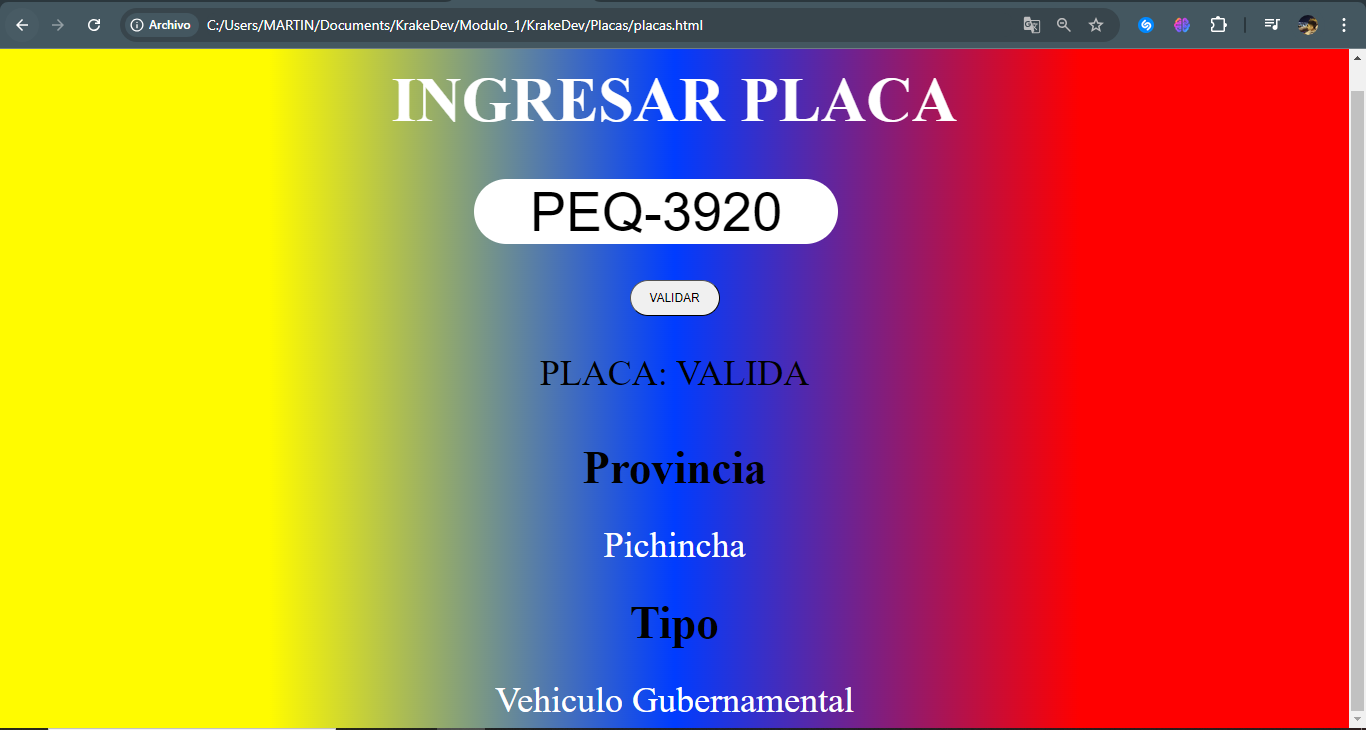 Archivo
C:/Users/MARTIN/Documents/KrakeDev/Modulo_1/KrakeDev/Placas/placas.html
INGRESAR PLACA
PEQ-3920
VALIDAR
PLACA: VALIDA
Provincia
Pichincha
Tipo
Vehiculo Gubernamental